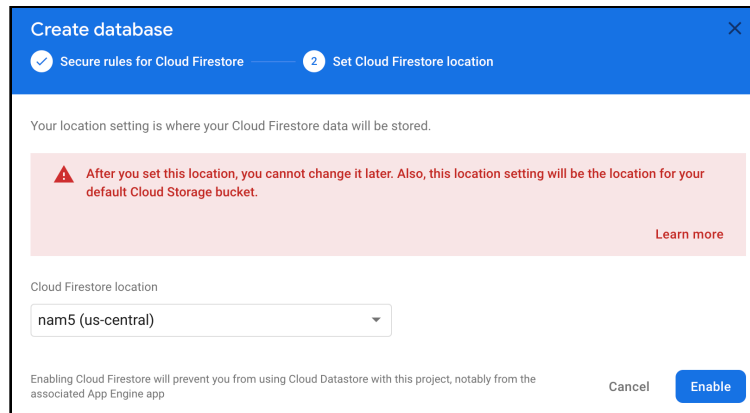 Create database
Secure rules for Cloud Firestore
2 Set Cloud Firestore location
Your location setting is where your Cloud Firestore data will be stored.
After you set this location, you cannot change it later. Also, this location setting will be the location for your
default Cloud Storage bucket.
Learn more
Cloud Firestore location
nam5 (us-central)
Enabling Cloud Firestore will prevent you from using Cloud Datastore with this project, notably from the
associated App Engine app
Cancel
Enable